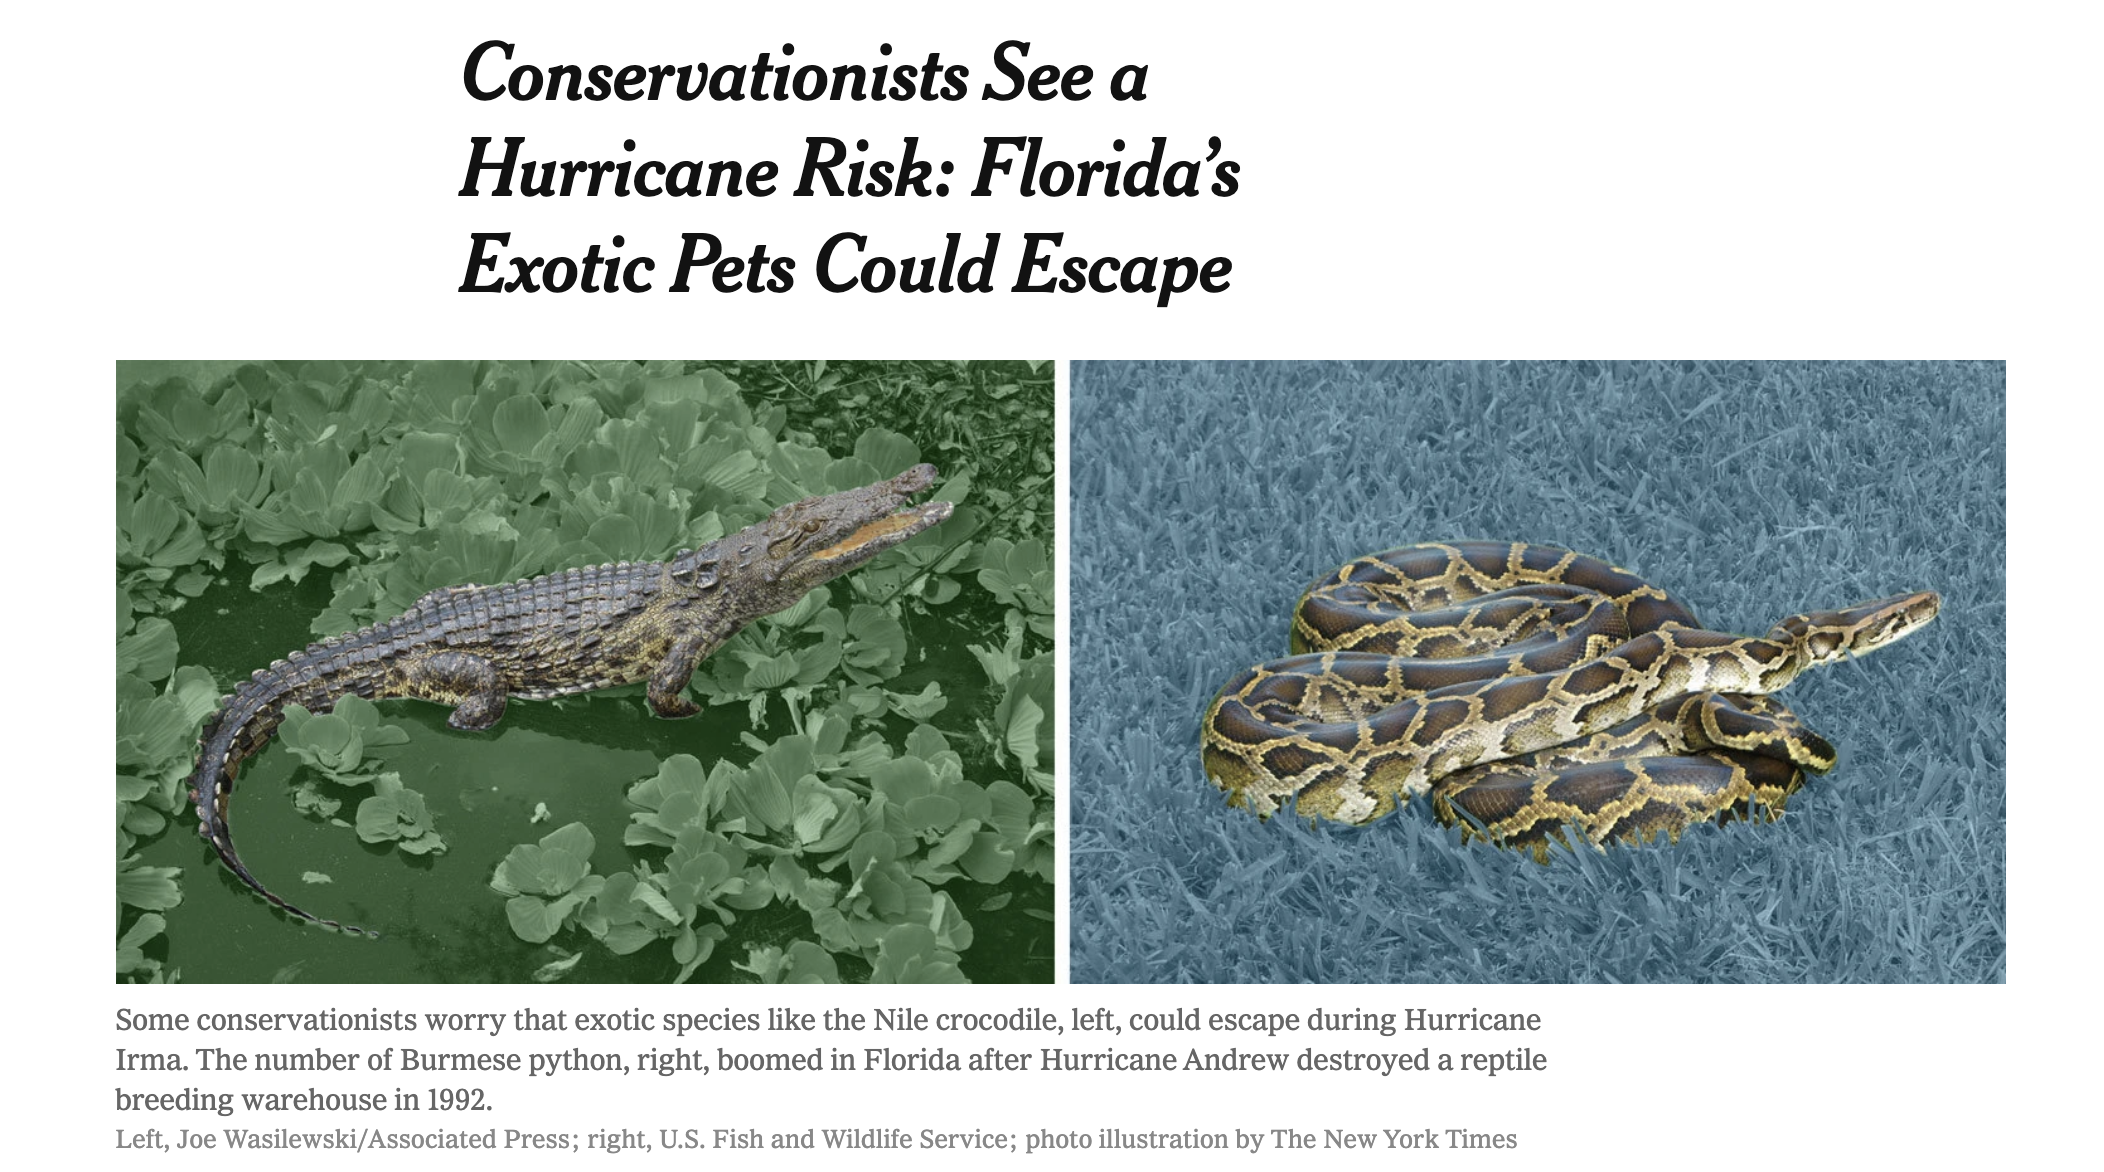 Conservationists See a
Hurricane Risk: Florida’s
Exotic Pets Could Escape
Some conservationists worry that exotic species like the Nile crocodile, left, could escape during Hurricane
Irma. The number of Burmese python, right, boomed in Florida after Hurricane Andrew destroyed a reptile
breeding warehouse in 1992.
Left, Joe Wasilewski/Associated Press; right, U.S. Fish and Wildlife Service; photo illustration by The New York Times